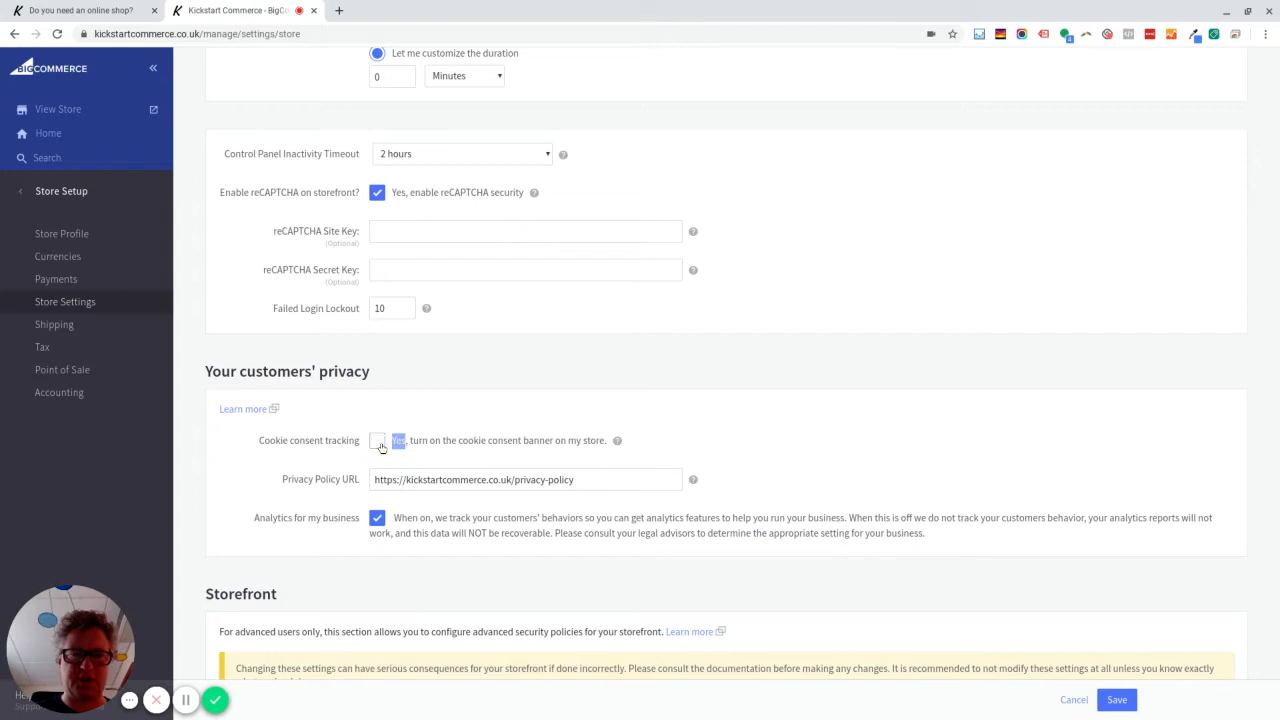 Do you need an online shop?
Kickstart Commerce - BigCo
kickstartcommerce.co.uk/manage/settings/store
BIGCOMMERCE
View Store
Home
Search
Store Setup
Store Profile
Currencies
Payments
Store Settings
Shipping
Tax
Point of Sale
Accounting
Let me customize the duration
0
Minutes
Control Panel Inactivity Timeout
2 hours
Enable reCAPTCHA on storefront?
Yes, enable reCAPTCHA security
reCAPTCHA Site Key:
(Optional)
reCAPTCHA Secret Key:
(Optional)
Failed Login Lockout
10
Your customers' privacy
Learn more
Cookie consent tracking
Yes, turn on the cookie consent banner on my store.
Privacy Policy URL
https://kickstartcommerce.co.uk/privacy-policy
Analytics for my business
When on, we track your customers' behaviors so you can get analytics features to help you run your business. When this is off we do not track your customers behavior, your analytics reports will not
work, and this data will NOT be recoverable. Please consult your legal advisors to determine the appropriate setting for your business.
Storefront
For advanced users only, this section allows you to configure advanced security policies for your storefront. Learn more
Changing these settings can have serious consequences for your storefront if done incorrectly. Please consult the documentation before making any changes. It is recommended to not modify these settings at all unless you know exactly
Cancel
Save